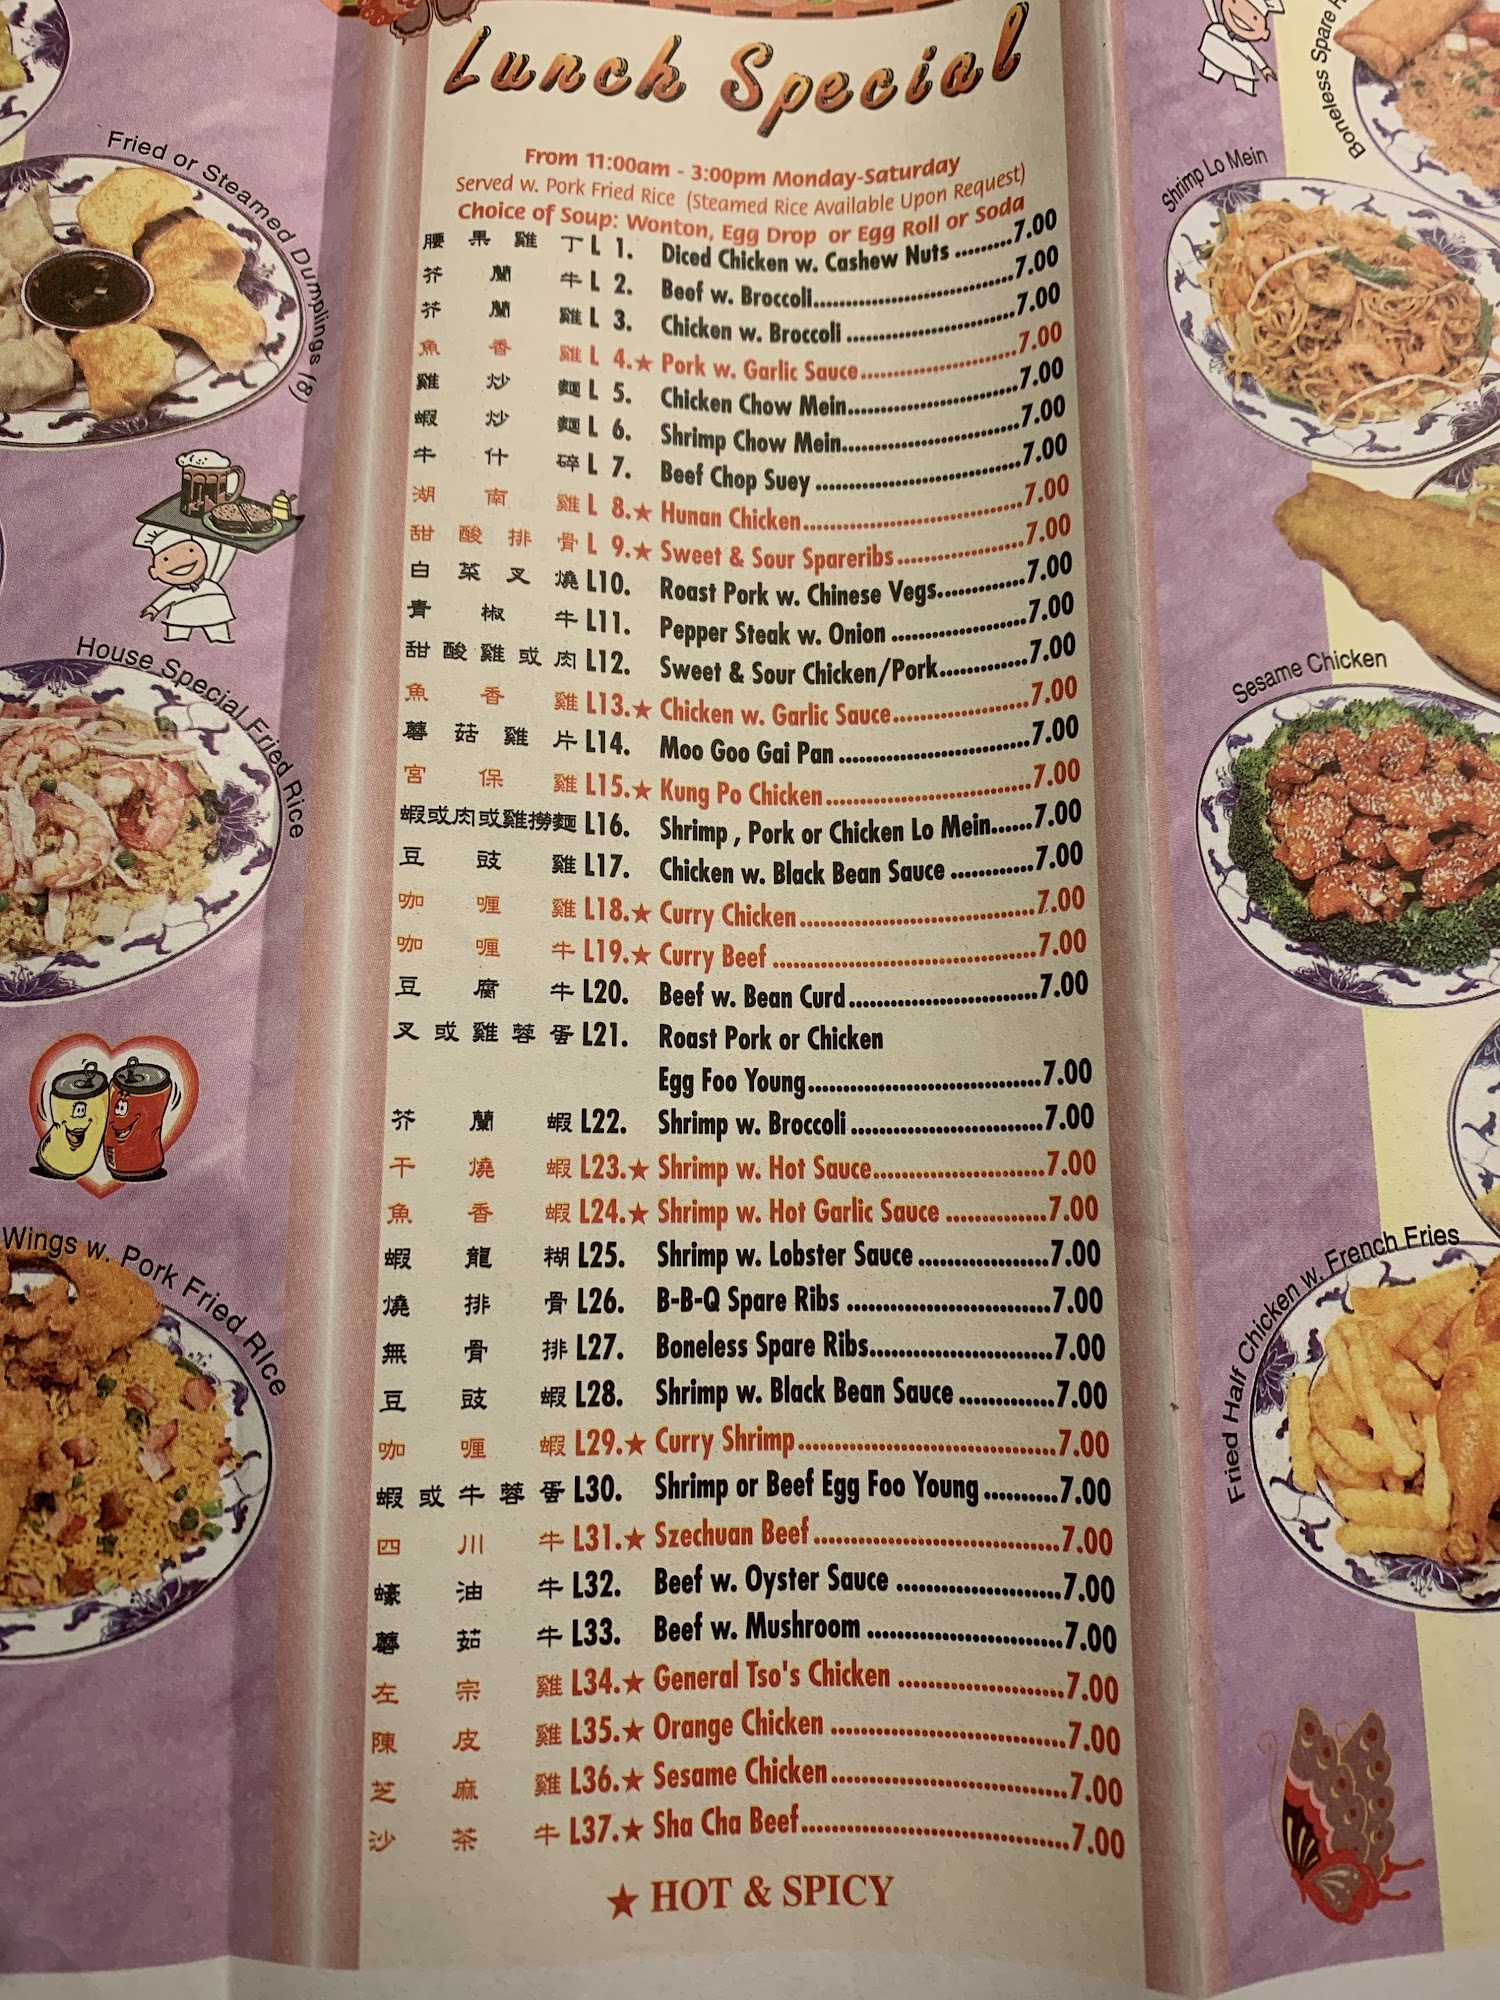 Lunch Special
From 11:00am - 3:00pm Monday-Saturday
Served w. Pork Fried Rice (Steamed Rice Available Upon Request)
Choice of Soup: Wonton, Egg Drop or Egg Roll or Soda
腰果雞丁 L 1. Diced Chicken w. Cashew Nuts .........7.00
芥蘭牛 L 2. Beef w. Broccoli..............................7.00
芥蘭雞 L 3. Chicken w. Broccoli .........................7.00
魚香雞 L 4.★ Pork w. Garlic Sauce.......................7.00
雞炒麵 L 5. Chicken Chow Mein.........................7.00
蝦炒麵 L 6. Shrimp Chow Mein..........................7.00
牛什碎 L 7. Beef Chop Suey ..............................7.00
湖南雞 L 8.★ Hunan Chicken................................7.00
甜酸排骨 L 9.★ Sweet & Sour Spareribs..................7.00
白菜叉燒 L10. Roast Pork w. Chinese Vegs.............7.00
青椒牛 L11. Pepper Steak w. Onion ...................7.00
甜酸雞或肉 L12. Sweet & Sour Chicken/Pork.............7.00
魚香雞 L13.★ Chicken w. Garlic Sauce....................7.00
蘑菇雞片 L14. Moo Goo Gai Pan ............................7.00
宮保雞 L15.★ Kung Po Chicken..............................7.00
蝦或肉或雞撈麵 L16. Shrimp , Pork or Chicken Lo Mein......7.00
豆豉雞 L17. Chicken w. Black Bean Sauce ............7.00
咖喱雞 L18.★ Curry Chicken...................................7.00
咖喱牛 L19.★ Curry Beef .......................................7.00
豆腐牛 L20. Beef w. Bean Curd............................7.00
叉或雞蓉蛋 L21. Roast Pork or Chicken
Egg Foo Young...................................7.00
芥蘭蝦 L22. Shrimp w. Broccoli............................7.00
干燒蝦 L23.★ Shrimp w. Hot Sauce.........................7.00
魚香蝦 L24.★ Shrimp w. Hot Garlic Sauce ..............7.00
蝦龍糊 L25. Shrimp w. Lobster Sauce ...................7.00
燒排骨 L26. B-B-Q Spare Ribs ..............................7.00
無骨排 L27. Boneless Spare Ribs...........................7.00
豆豉蝦 L28. Shrimp w. Black Bean Sauce ..............7.00
咖喱蝦 L29.★ Curry Shrimp......................................7.00
蝦或牛蓉蛋 L30. Shrimp or Beef Egg Foo Young...........7.00
四川牛 L31.★ Szechuan Beef....................................7.00
蠔油牛 L32. Beef w. Oyster Sauce ........................7.00
蘑茹牛 L33. Beef w. Mushroom ............................7.00
左宗雞 L34.★ General Tso's Chicken ........................7.00
陳皮雞 L35.★ Orange Chicken ..................................7.00
芝麻雞 L36.★ Sesame Chicken...................................7.00
沙茶牛 L37.★ Sha Cha Beef.......................................7.00
★ HOT & SPICY
Fried or Steamed Dumplings (8)
House Special Fried Rice
Wings w. Pork Fried RIce
Boneless Spare
Shrimp Lo Mein
Sesame Chicken
Fried Half Chicken w. French Fries